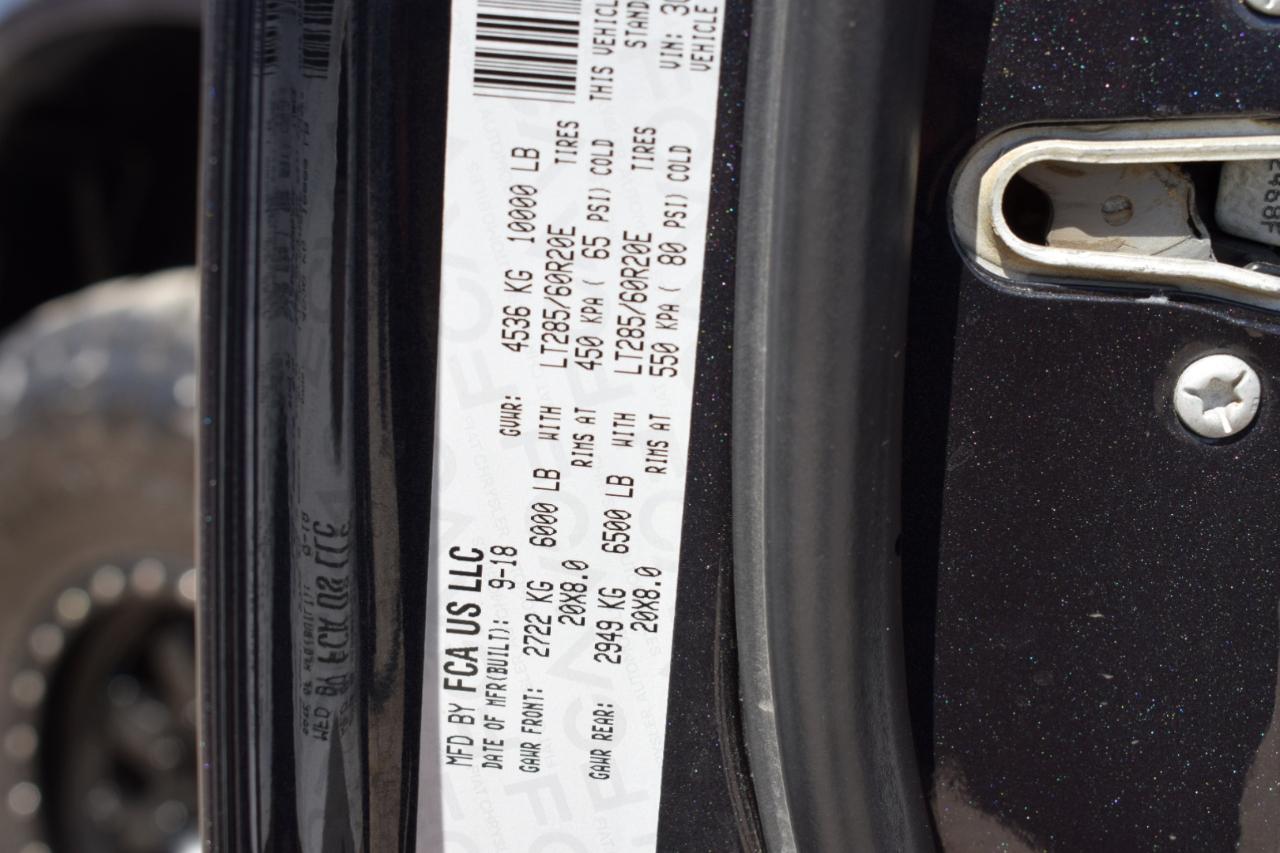 MFD BY FCA US LLC
DATE OF MFR(BUILT): 9-18 GVWR: 4536 KG 10000 LB
GAWR FRONT: 2722 KG 6000 LB WITH LT285/60R20E TIRES
20X8.0 RIMS AT 450 KPA ( 65 PSI) COLD
THIS VEHICLE
GAWR REAR: 2949 KG 6500 LB WITH LT285/60R20E TIRES
STAND
20X8.0 RIMS AT 550 KPA ( 80 PSI) COLD
VIN: 3C
VEHICLE